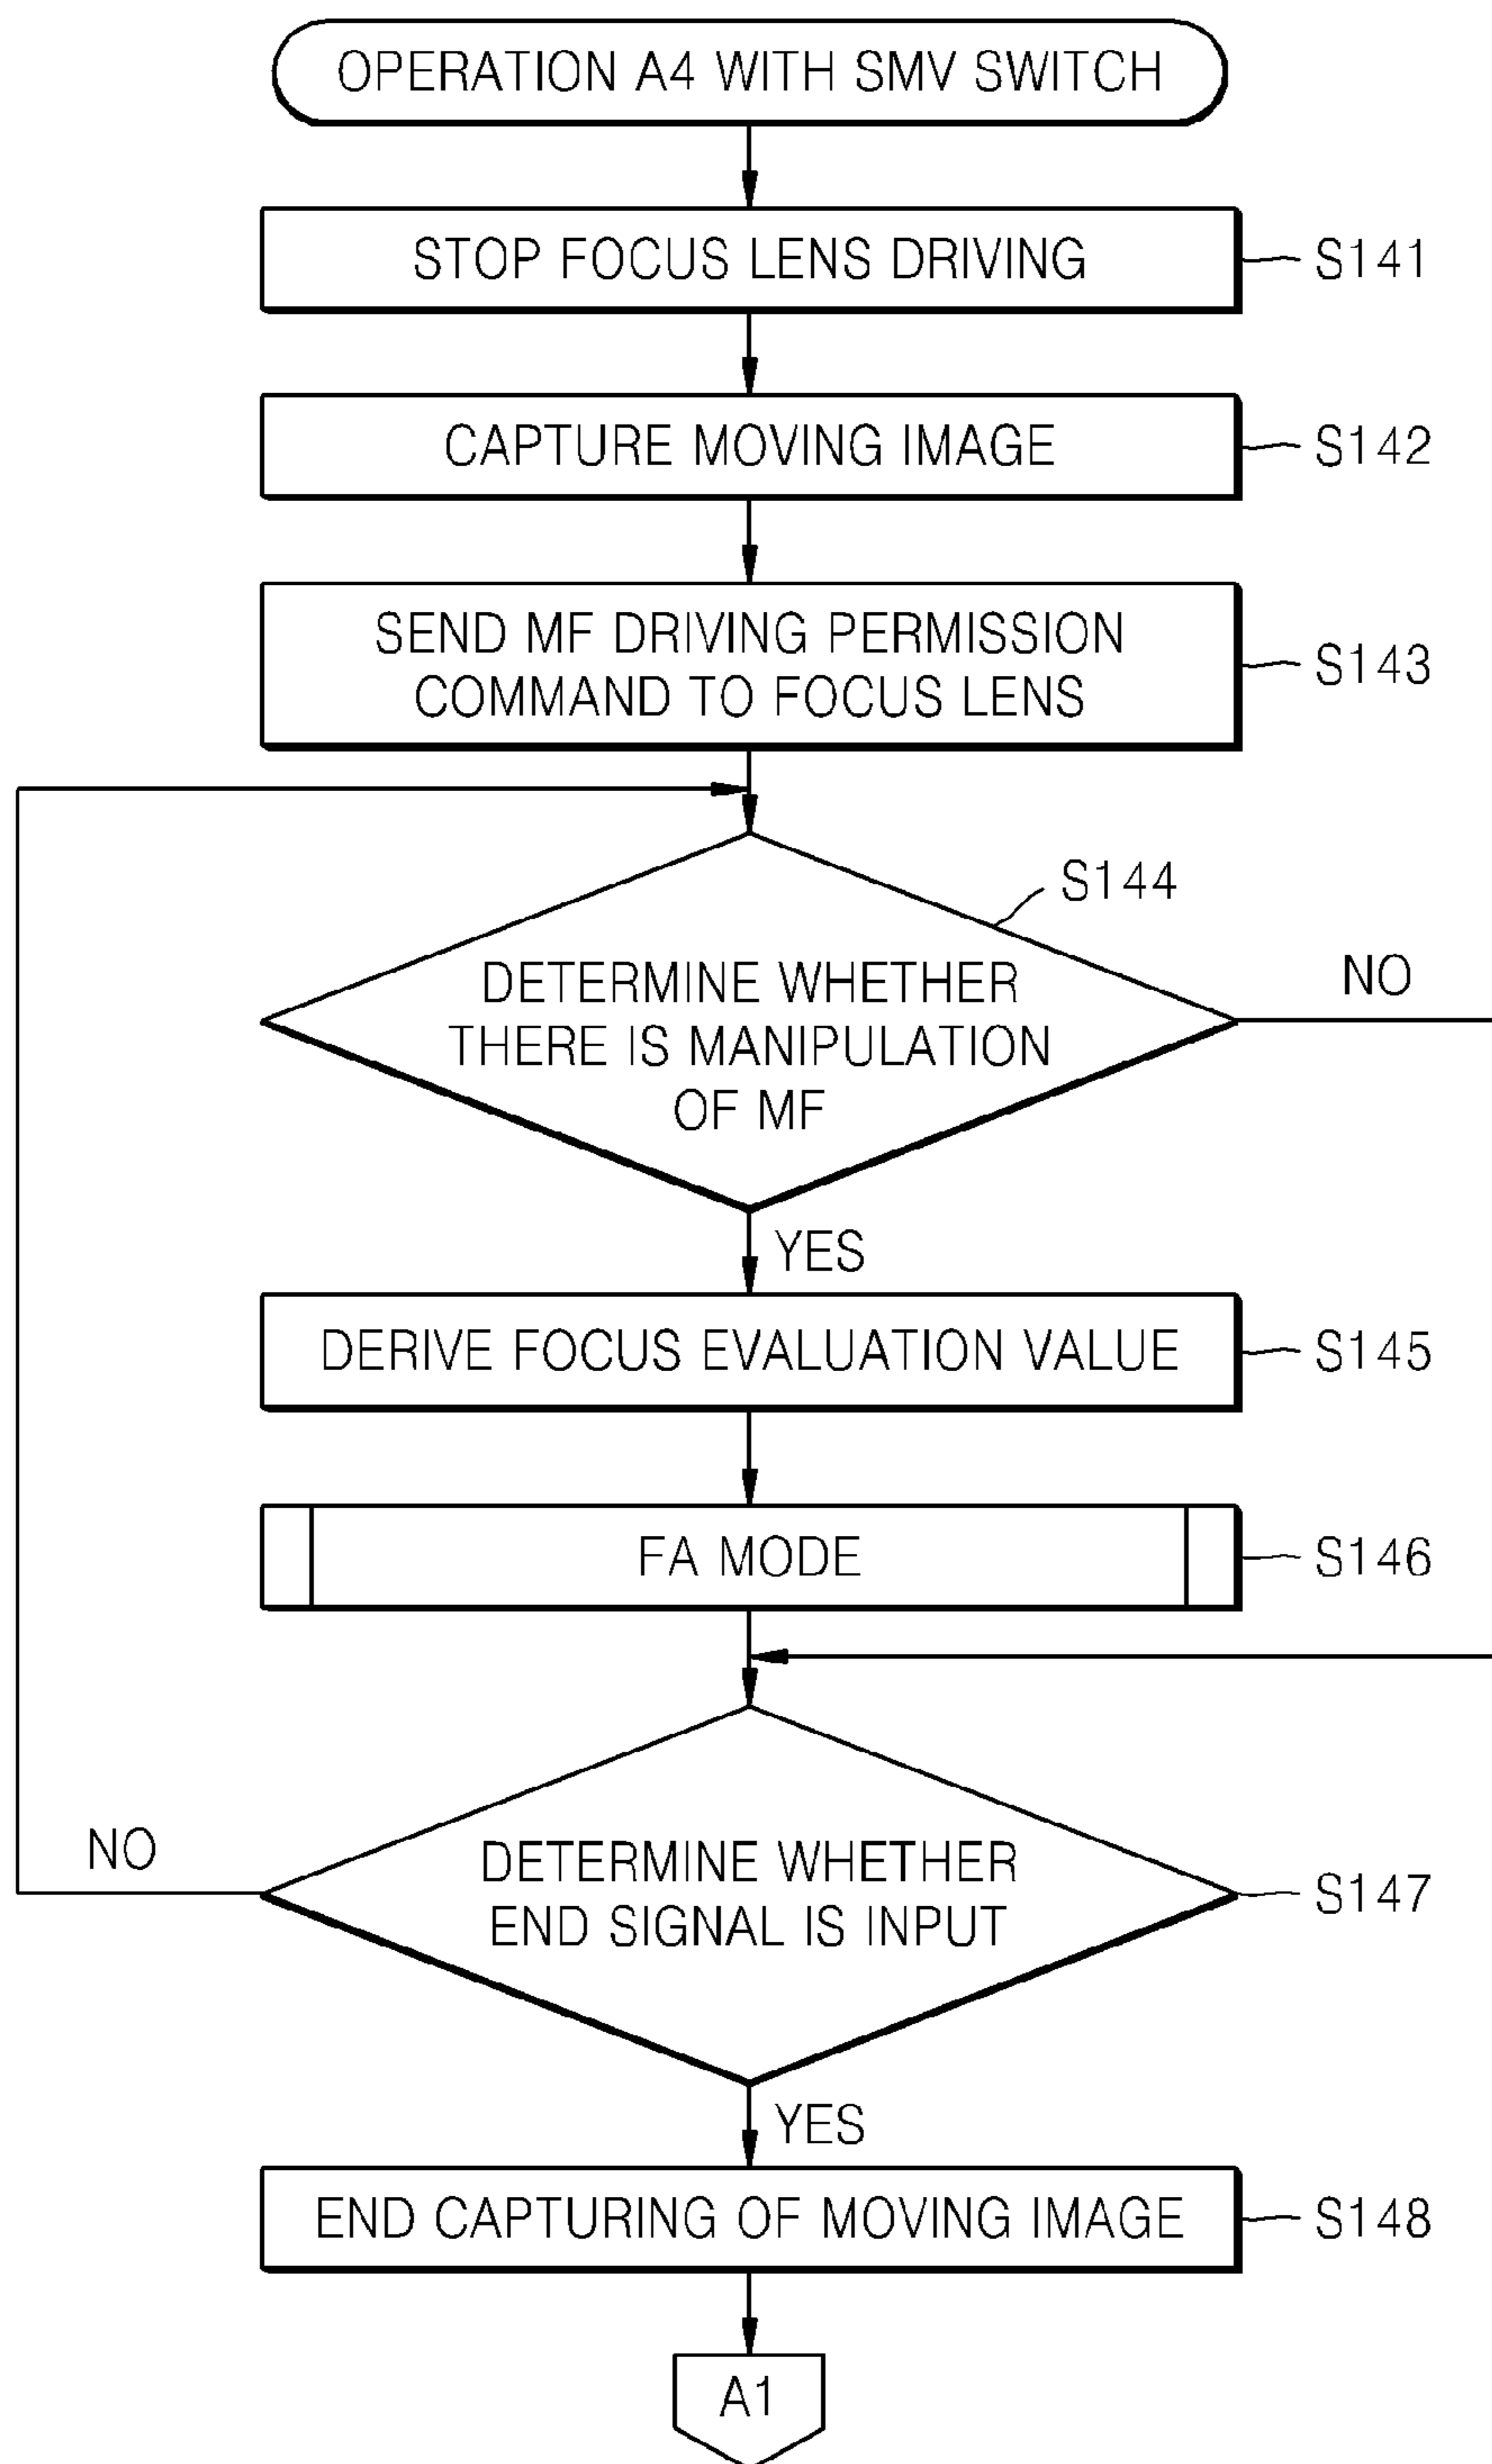 OPERATION A4 WITH SMV SWITCH
STOP FOCUS LENS DRIVING
S141
CAPTURE MOVING IMAGE
S142
SEND MF DRIVING PERMISSION
COMMAND TO FOCUS LENS
S143
S144
DETERMINE WHETHER
THERE IS MANIPULATION
OF MF
NO
YES
DERIVE FOCUS EVALUATION VALUE
S145
FA MODE
S146
NO
DETERMINE WHETHER
END SIGNAL IS INPUT
S147
YES
END CAPTURING OF MOVING IMAGE
S148
A1